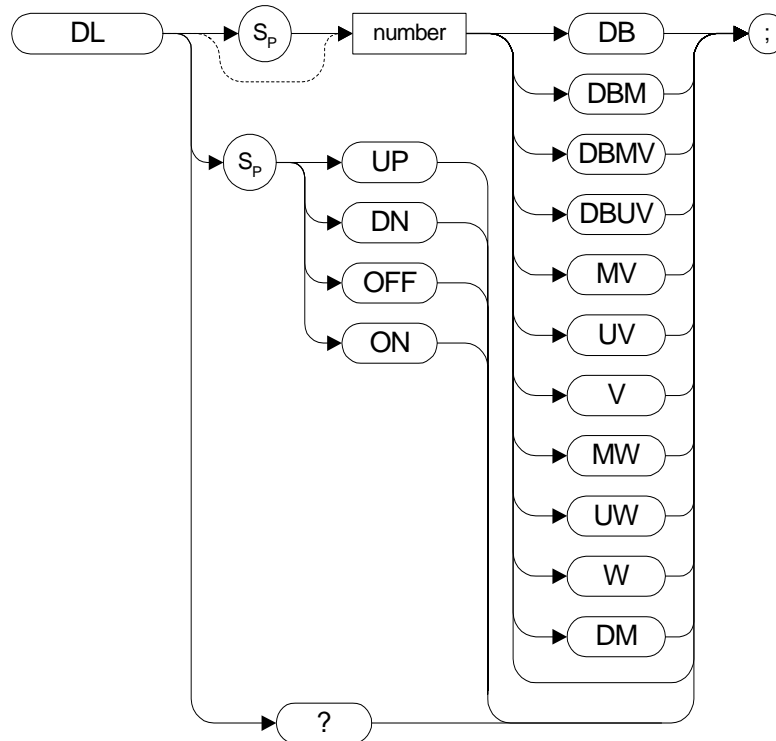 DL
SP
number
DB
;
DBM
DBMV
DBUV
MV
UV
V
MW
UW
W
DM
SP
UP
DN
OFF
ON
?